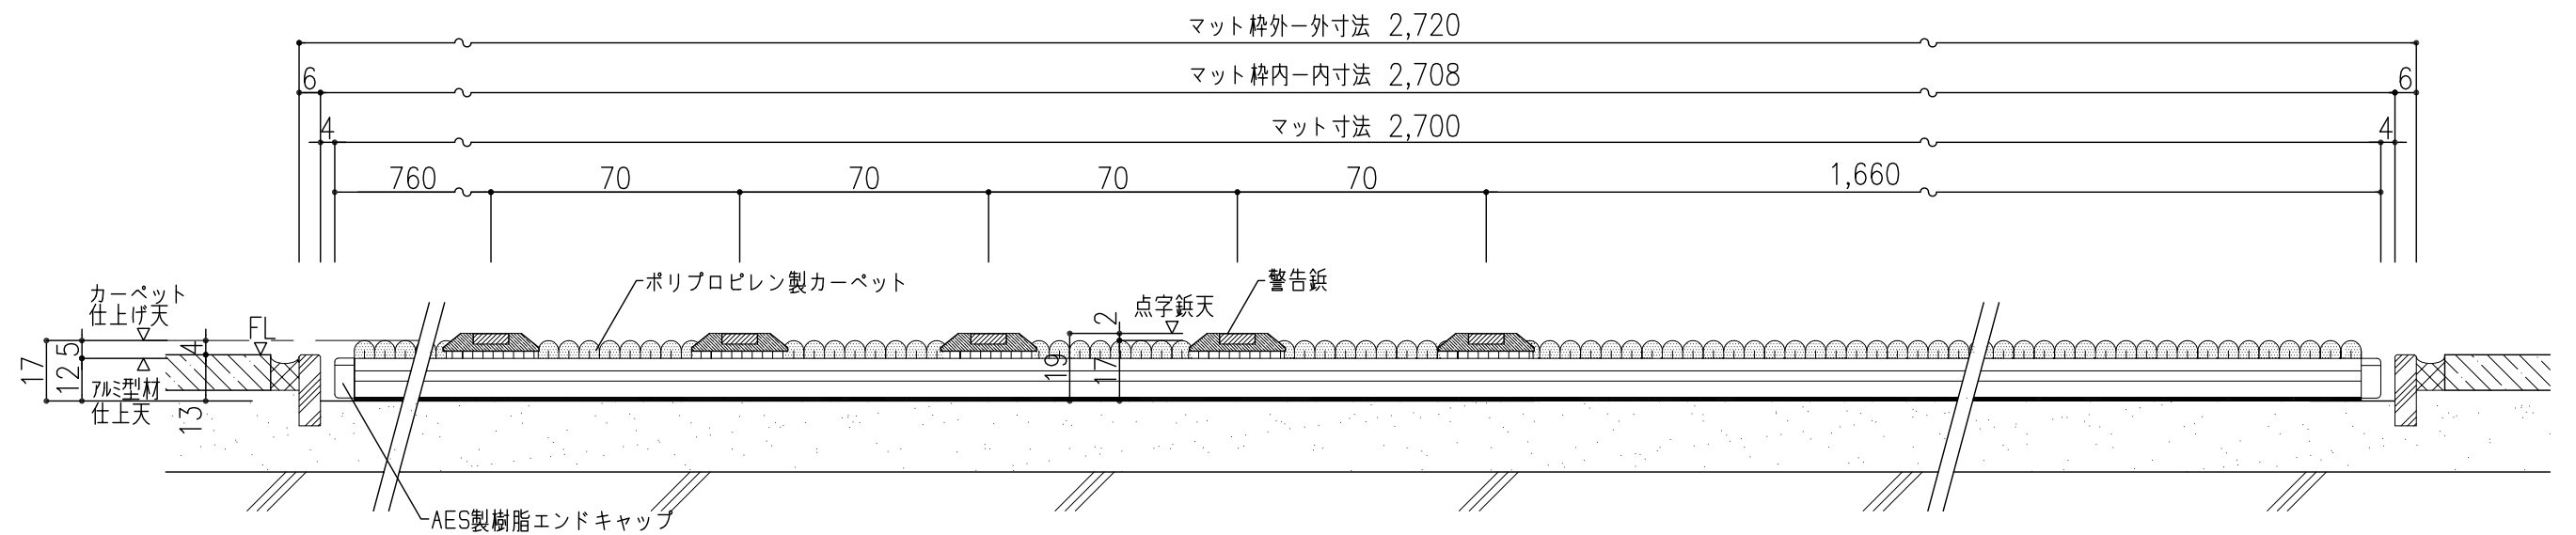 マット枠外ー外寸法 2,720
6 マット枠内ー内寸法 2,708 6
4 マット寸法 2,700 4
760 70 70 70 70 1,660
ポリプロピレン製カーペット
警告鋲
カーペット
仕上げ天
点字鋲天
FL
2
17
12.5
4
19
17
アルミ型材
仕上天
13
AES製樹脂エンドキャップ